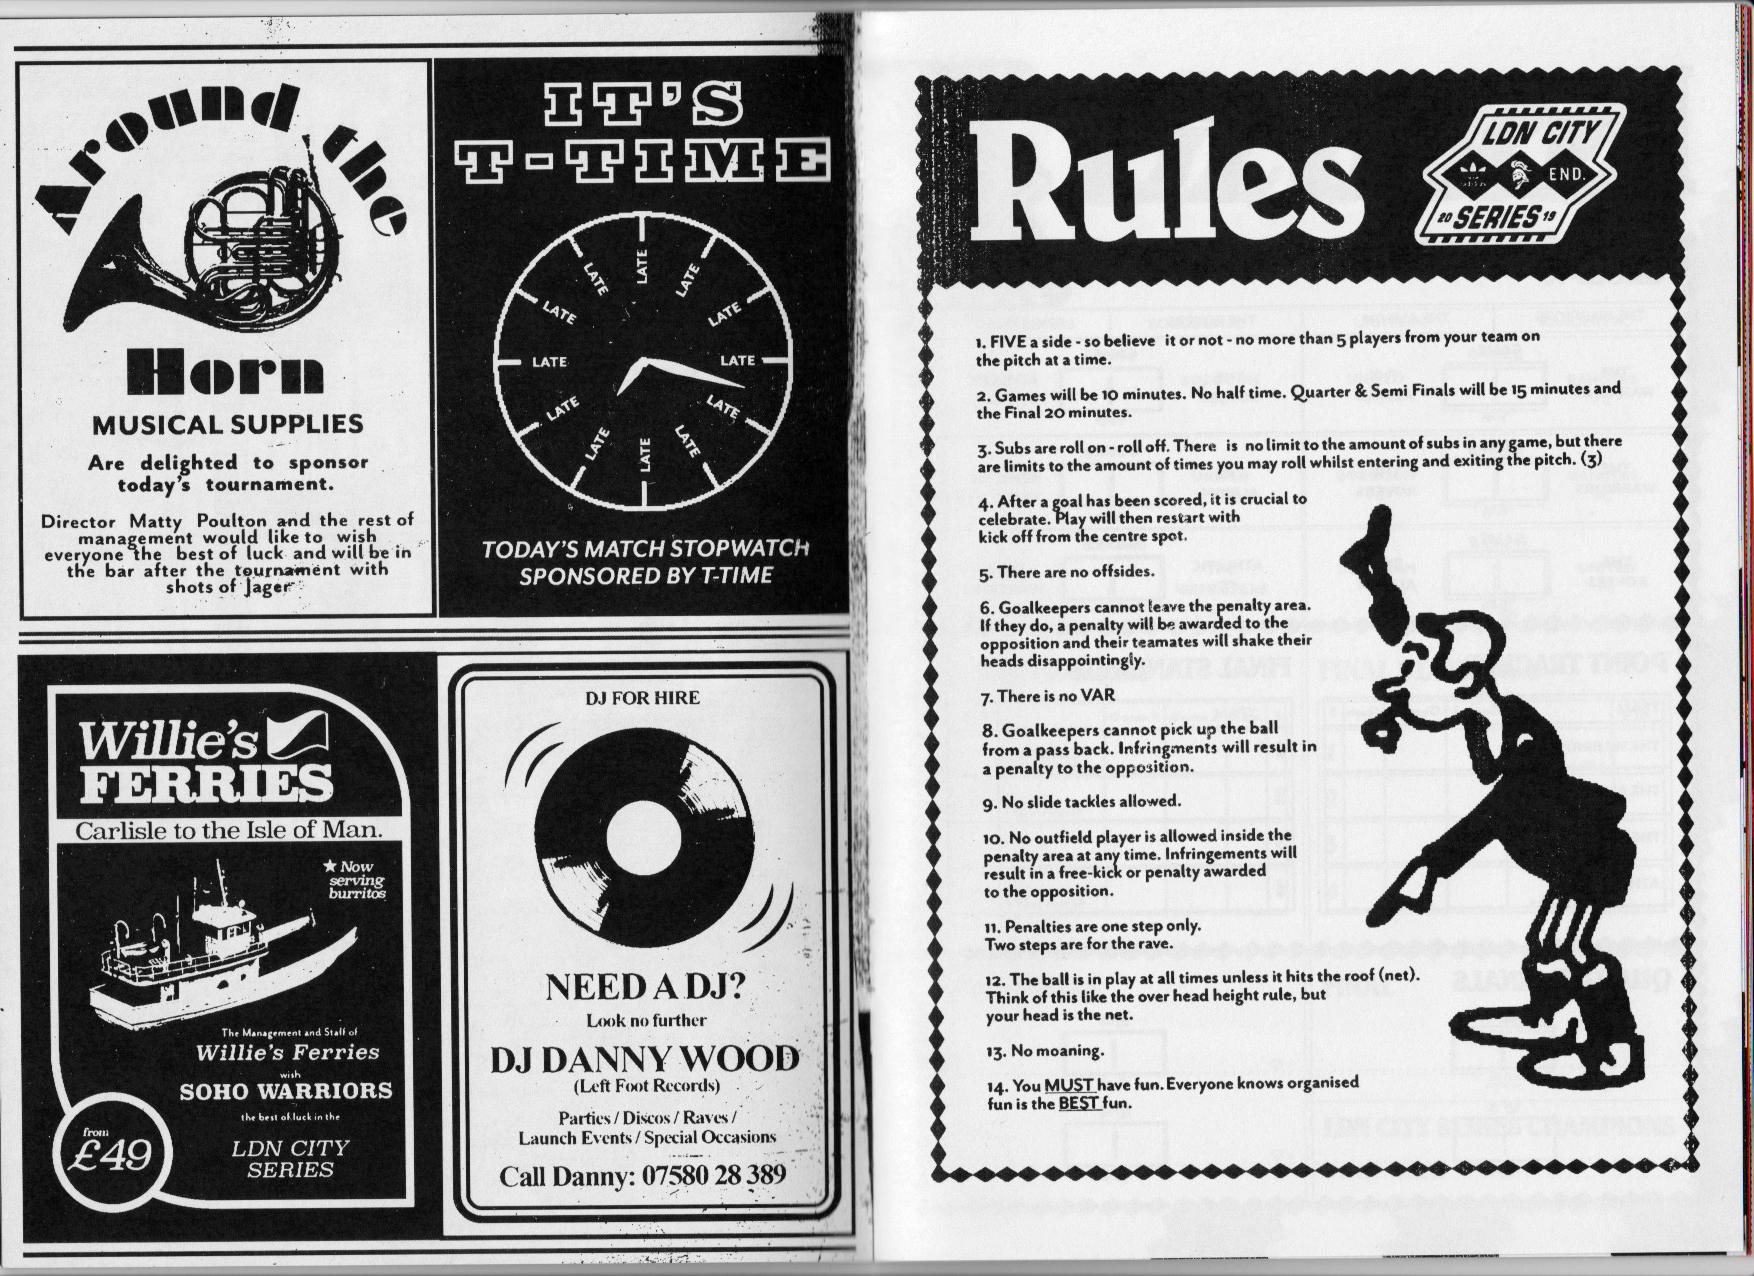 Around the
Horn
MUSICAL SUPPLIES
Are delighted to sponsor
today's tournament.
Director Matty Poulton and the rest of
management would like to wish
everyone the best of luck and will be in
the bar after the tournament with
shots of Jager
IT'S
T-TIME
LATE
LATE
LATE
LATE
LATE
LATE
LATE
LATE
LATE
LATE
LATE
LATE
TODAY'S MATCH STOPWATCH
SPONSORED BY T-TIME
Willie's
FERRIES
Carlisle to the Isle of Man.
★ Now
serving
burritos
The Management and Staff of
Willie's Ferries
wish
SOHO WARRIORS
the best of luck in the
LDN CITY
SERIES
from
£49
DJ FOR HIRE
NEED A DJ?
Look no further
DJ DANNY WOOD
(Left Foot Records)
Parties / Discos / Raves /
Launch Events / Special Occasions
Call Danny: 07580 28 389
Rules
LDN CITY
END.
20 SERIES 19
1. FIVE a side - so believe it or not - no more than 5 players from your team on
the pitch at a time.
2. Games will be 10 minutes. No half time. Quarter & Semi Finals will be 15 minutes and
the Final 20 minutes.
3. Subs are roll on - roll off. There is no limit to the amount of subs in any game, but there
are limits to the amount of times you may roll whilst entering and exiting the pitch. (3)
4. After a goal has been scored, it is crucial to
celebrate. Play will then restart with
kick off from the centre spot.
5. There are no offsides.
6. Goalkeepers cannot leave the penalty area.
If they do, a penalty will be awarded to the
opposition and their teamates will shake their
heads disappointingly.
7. There is no VAR
8. Goalkeepers cannot pick up the ball
from a pass back. Infringments will result in
a penalty to the opposition.
9. No slide tackles allowed.
10. No outfield player is allowed inside the
penalty area at any time. Infringements will
result in a free-kick or penalty awarded
to the opposition.
11. Penalties are one step only.
Two steps are for the rave.
12. The ball is in play at all times unless it hits the roof (net).
Think of this like the over head height rule, but
your head is the net.
13. No moaning.
14. You MUST have fun. Everyone knows organised
fun is the BEST fun.